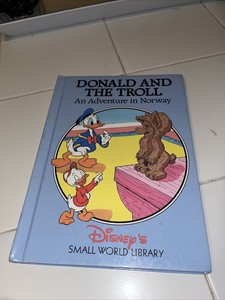 DONALD AND
THE TROLL
An Adventure in Norway
Disney's
SMALL WORLD LIBRARY